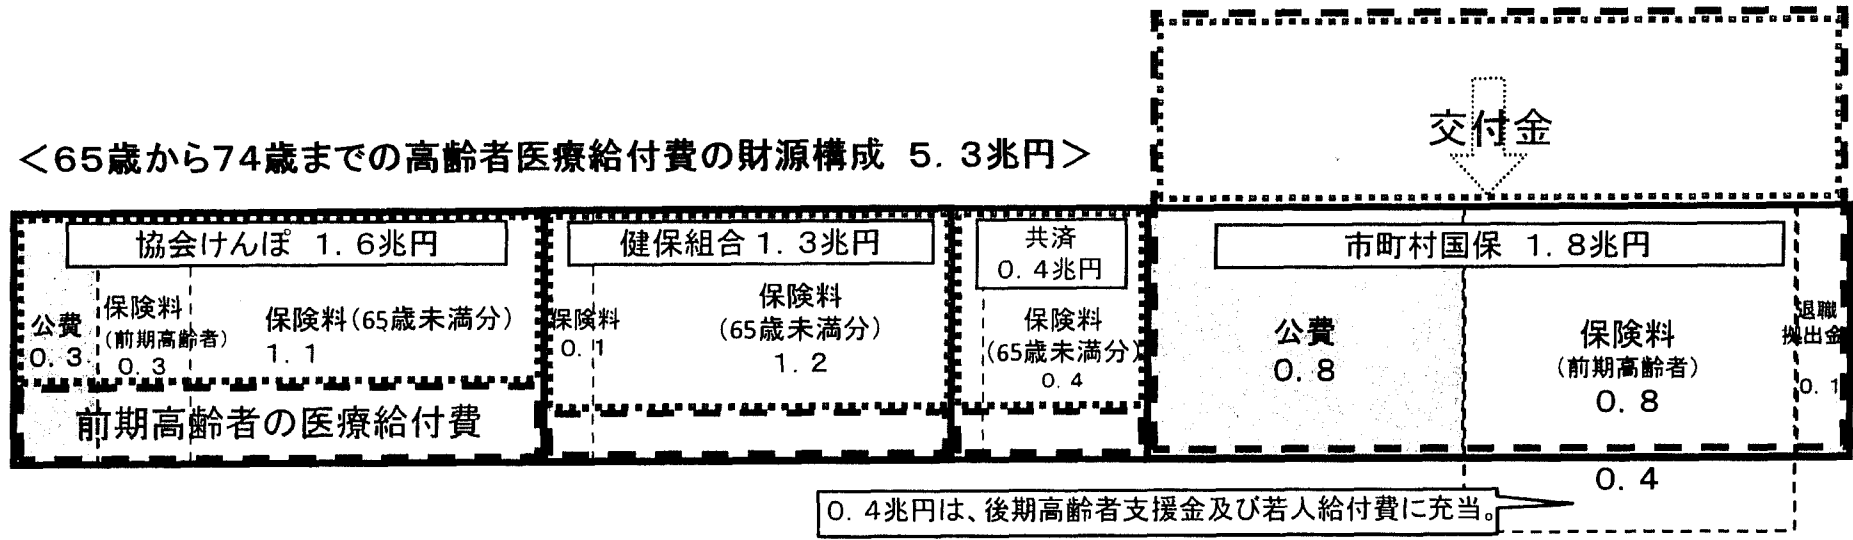 交付金
＜65歳から74歳までの高齢者医療給付費の財源構成 5.3兆円＞
協会けんぽ 1.6兆円
公費
0.3
保険料
(前期高齢者)
0.3
保険料(65歳未満分)
1.1
前期高齢者の医療給付費
健保組合1.3兆円
保険料
0.1
保険料
(65歳未満分)
1.2
共済
0.4兆円
保険料
(65歳未満分)
0.4
市町村国保 1.8兆円
公費
0.8
保険料
(前期高齢者)
0.8
退職
拠出金
0.1
0.4
0.4兆円は、後期高齢者支援金及び若人給付費に充当。